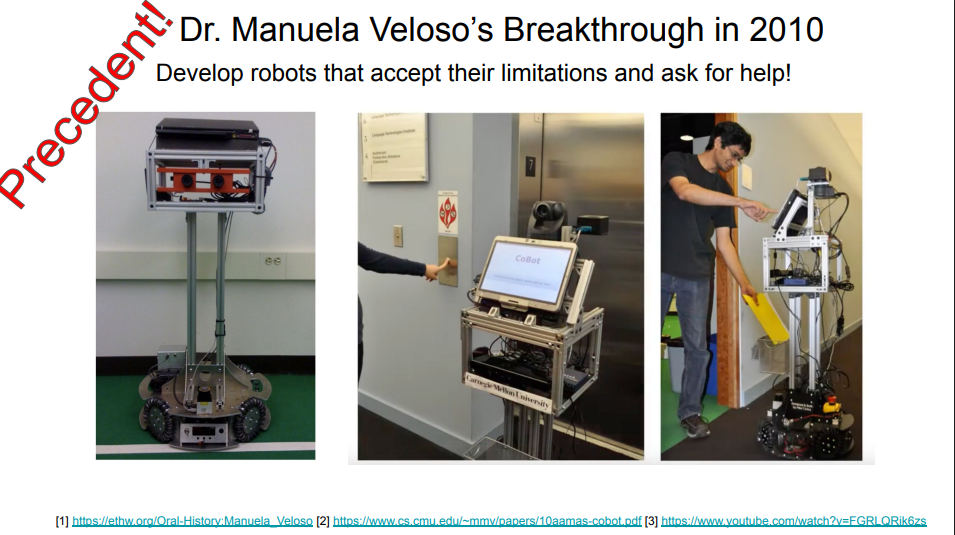 Precedent!
Dr. Manuela Veloso’s Breakthrough in 2010
Develop robots that accept their limitations and ask for help!
7
CoBot
Carnegie Mellon University
[1] https://ethw.org/Oral-History:Manuela_Veloso [2] https://www.cs.cmu.edu/~mmv/papers/10aamas-cobot.pdf [3] https://www.youtube.com/watch?v=FGRLQRik6zs